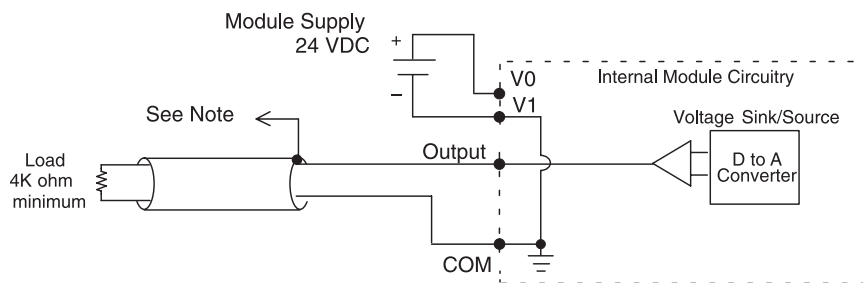 Module Supply
24 VDC
+
−
V0
V1
Internal Module Circuitry
Voltage Sink/Source
D to A
Converter
See Note
Output
Load
4K ohm
minimum
COM